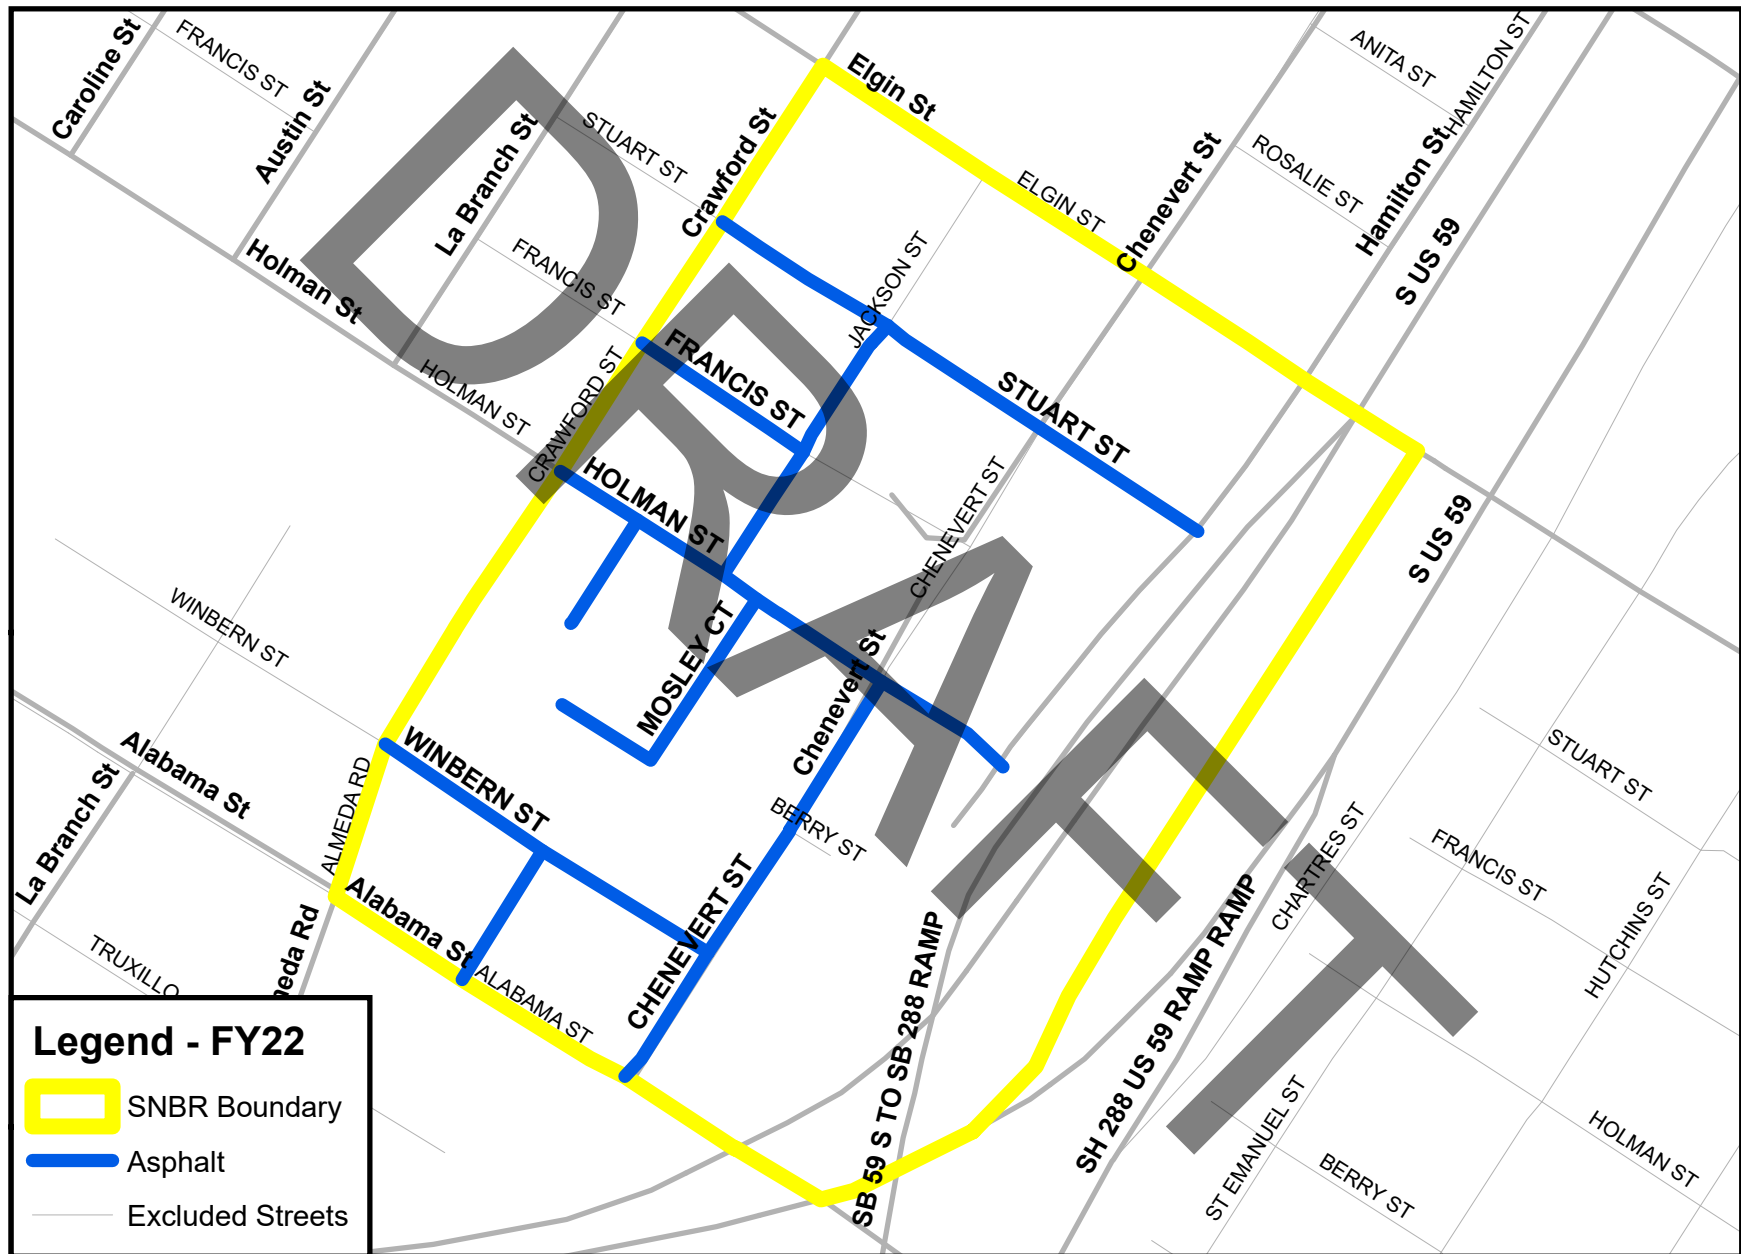 Caroline St
FRANCIS ST
Austin St
La Branch St
STUART ST
Crawford St
Elgin St
ELGIN ST
Chenevert St
ANITA ST
HAMILTON ST
ROSALIE ST
Hamilton St
S US 59
Holman St
FRANCIS ST
JACKSON ST
HOLMAN ST
CRAWFORD ST
FRANCIS ST
STUART ST
HOLMAN ST
CHENEVERT ST
S US 59
WINBERN ST
MOSLEY CT
Chenevert St
Alabama St
La Branch St
ALMEDA RD
WINBERN ST
BERRY ST
STUART ST
FRANCIS ST
CHARTRES ST
HUTCHINS ST
Alabama St
ALABAMA ST
CHENEVERT ST
TRUXILLO
neda Rd
SB 59 S TO SB 288 RAMP
SH 288 US 59 RAMP RAMP
ST EMANUEL ST
BERRY ST
HOLMAN ST
DRAFT
Legend - FY22
SNBR Boundary
Asphalt
Excluded Streets